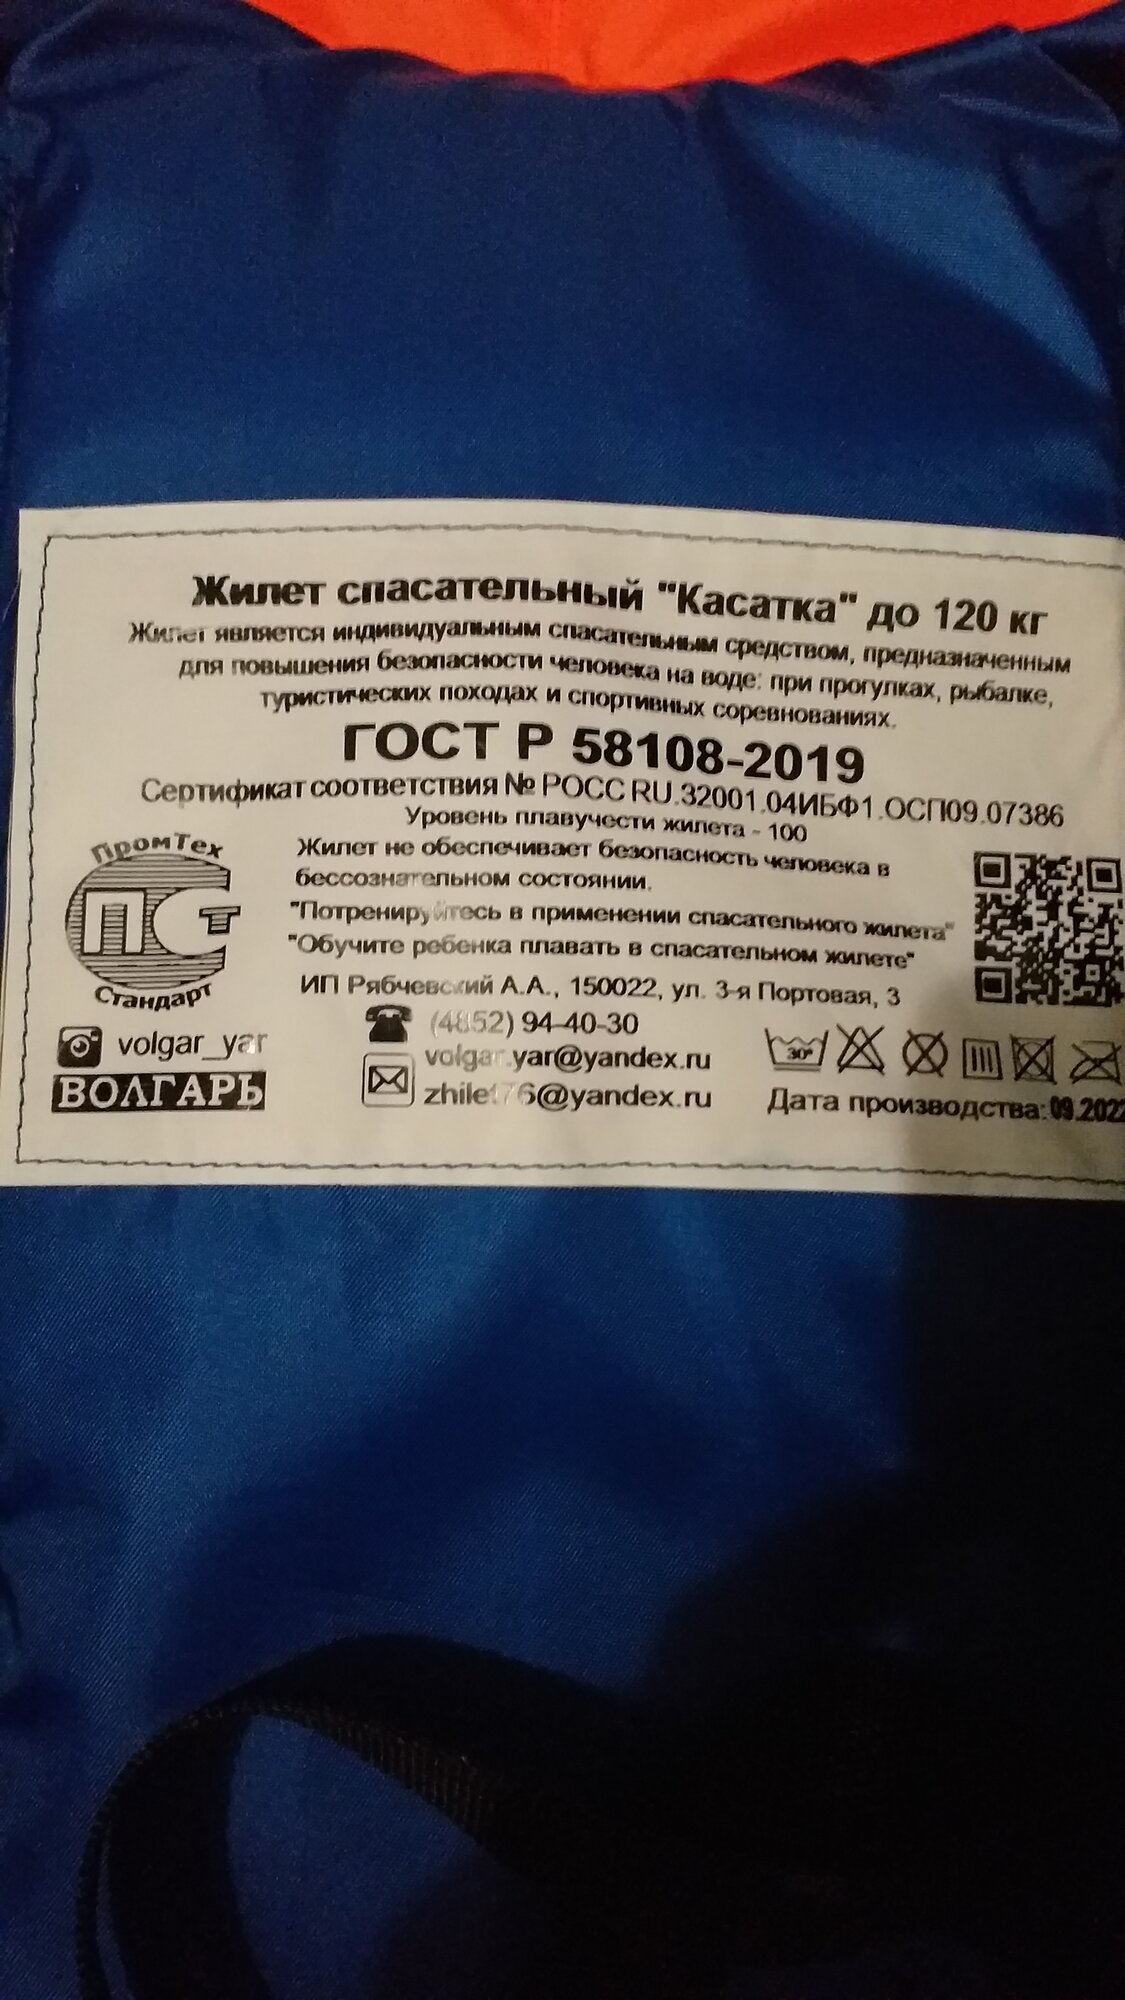 Жилет спасательный "Касатка" до 120 кг
Жилет является индивидуальным спасательным средством, предназначенным
для повышения безопасности человека на воде: при прогулках, рыбалке,
туристических походах и спортивных соревнованиях.
ГОСТ Р 58108-2019
Сертификат соответствия № РОСС RU.32001.04ИБФ1.ОСП09.07386
Уровень плавучести жилета - 100
Жилет не обеспечивает безопасность человека в
бессознательном состоянии.
"Потренируйтесь в применении спасательного жилета"
"Обучите ребенка плавать в спасательном жилете"
ИП Рябчевский А.А., 150022, ул. 3-я Портовая, 3
ПромТех
ПСТ
Стандарт
volgar_yar
ВОЛГАРЬ
(4852) 94-40-30
volgar.yar@yandex.ru
zhilet76@yandex.ru
30°
Дата производства: 09.2022